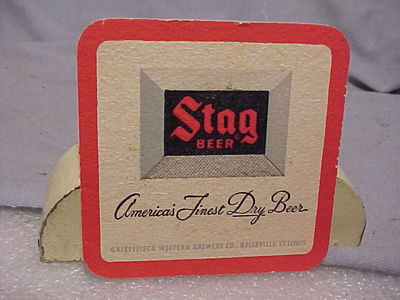 Stag
BEER
America's Finest Dry Beer
GRIESEDIECK WESTERN BREWERY CO., BELLEVILLE, ST. LOUIS